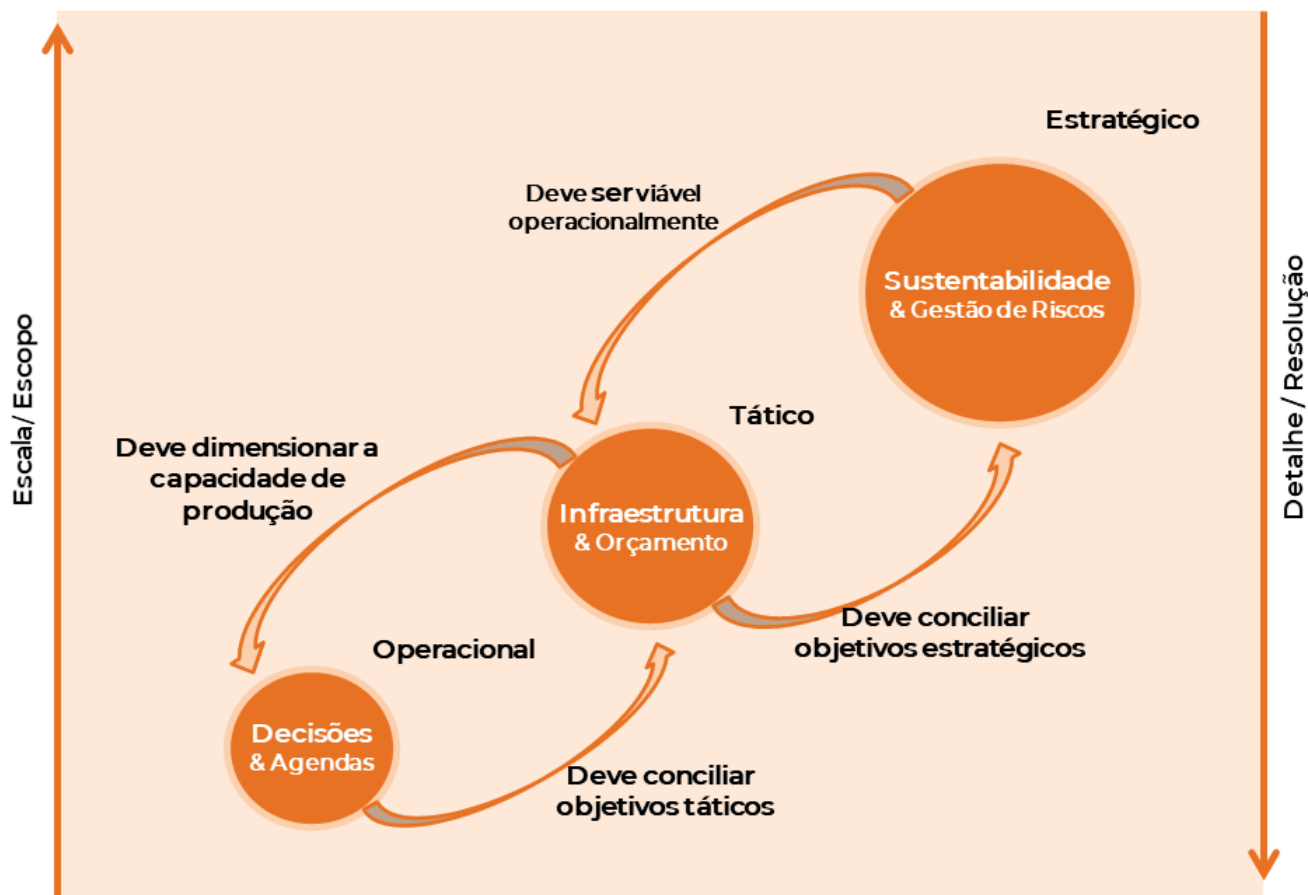 Estratégico
Deve ser viável
operacionalmente
Sustentabilidade
& Gestão de Riscos
Escala/ Escopo
Detalhe / Resolução
Tático
Deve dimensionar a
capacidade de
produção
Infraestrutura
& Orçamento
Deve conciliar
objetivos estratégicos
Operacional
Decisões
& Agendas
Deve conciliar
objetivos táticos